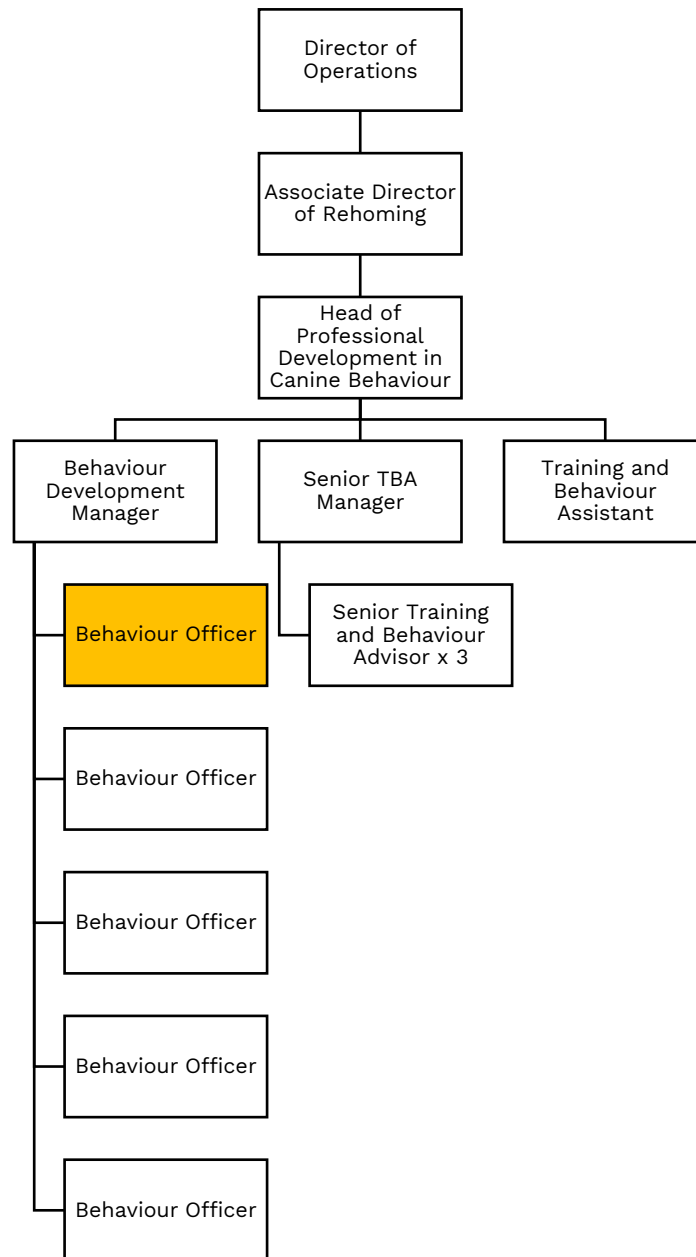 Director of
Operations
Associate Director
of Rehoming
Head of
Professional
Development in
Canine Behaviour
Behaviour
Development
Manager
Senior TBA
Manager
Training and
Behaviour
Assistant
Behaviour Officer
Senior Training
and Behaviour
Advisor x 3
Behaviour Officer
Behaviour Officer
Behaviour Officer
Behaviour Officer